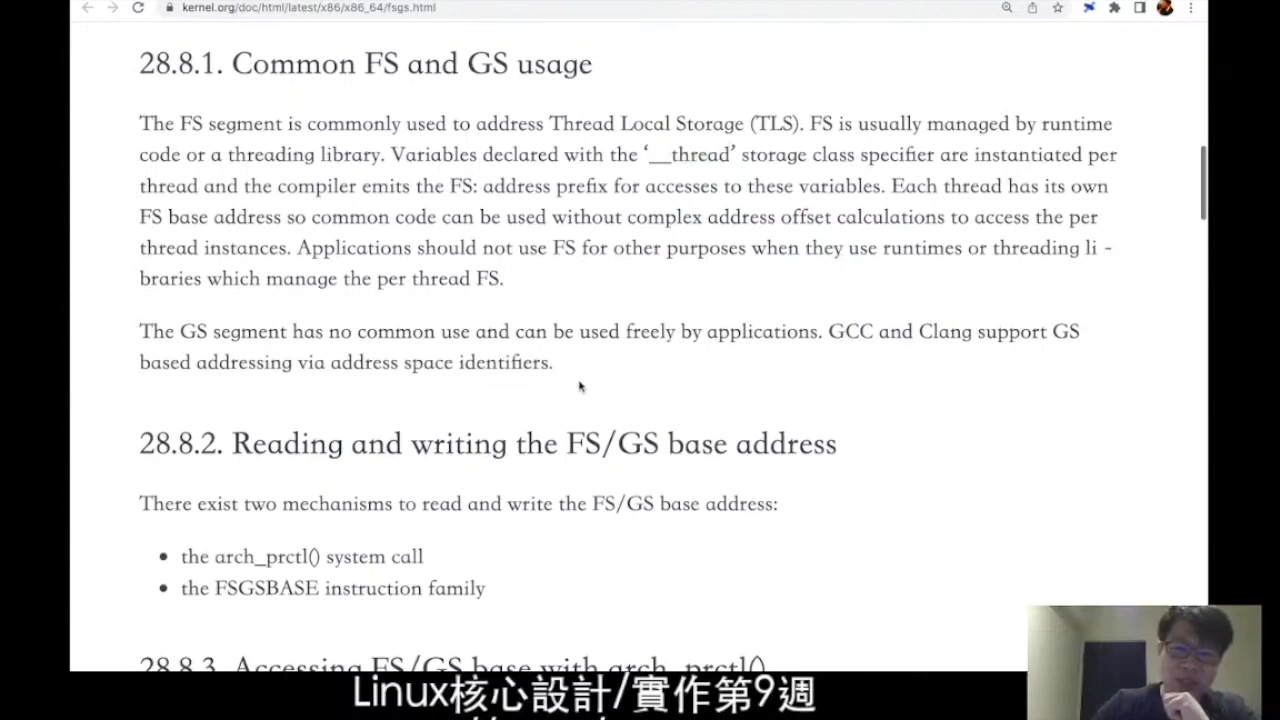 kernel.org/doc/html/latest/x86/x86_64/fsgs.html
28.8.1. Common FS and GS usage
The FS segment is commonly used to address Thread Local Storage (TLS). FS is usually managed by runtime
code or a threading library. Variables declared with the ‘__thread’ storage class specifier are instantiated per
thread and the compiler emits the FS: address prefix for accesses to these variables. Each thread has its own
FS base address so common code can be used without complex address offset calculations to access the per
thread instances. Applications should not use FS for other purposes when they use runtimes or threading li -
braries which manage the per thread FS.
The GS segment has no common use and can be used freely by applications. GCC and Clang support GS
based addressing via address space identifiers.
28.8.2. Reading and writing the FS/GS base address
There exist two mechanisms to read and write the FS/GS base address:
• the arch_prctl() system call
• the FSGSBASE instruction family
28.8.3. Accessing FS/GS base with arch_prctl()
Linux核心設計/實作第9週